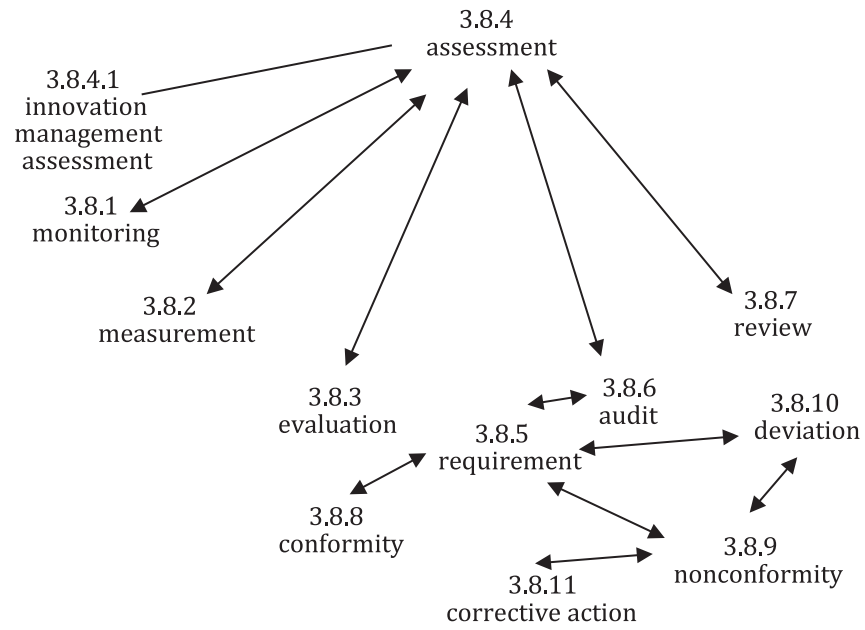 3.8.4
assessment
3.8.4.1
innovation
management
assessment
3.8.1
monitoring
3.8.2
measurement
3.8.7
review
3.8.3
evaluation
3.8.6
audit
3.8.10
deviation
3.8.5
requirement
3.8.8
conformity
3.8.9
nonconformity
3.8.11
corrective action